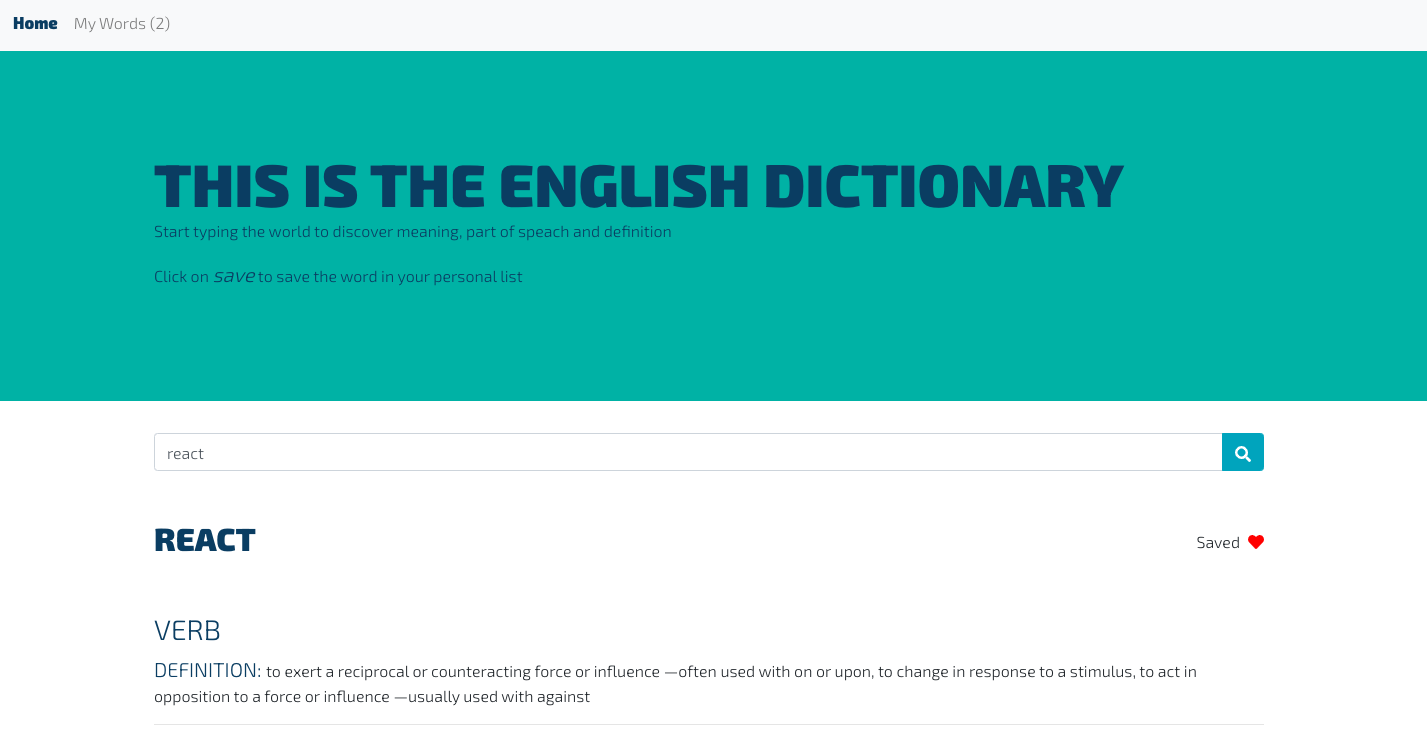 Home My Words (2)
THIS IS THE ENGLISH DICTIONARY
Start typing the world to discover meaning, part of speach and definition
Click on save to save the word in your personal list
react
REACT
Saved
VERB
DEFINITION: to exert a reciprocal or counteracting force or influence —often used with on or upon, to change in response to a stimulus, to act in
opposition to a force or influence —usually used with against